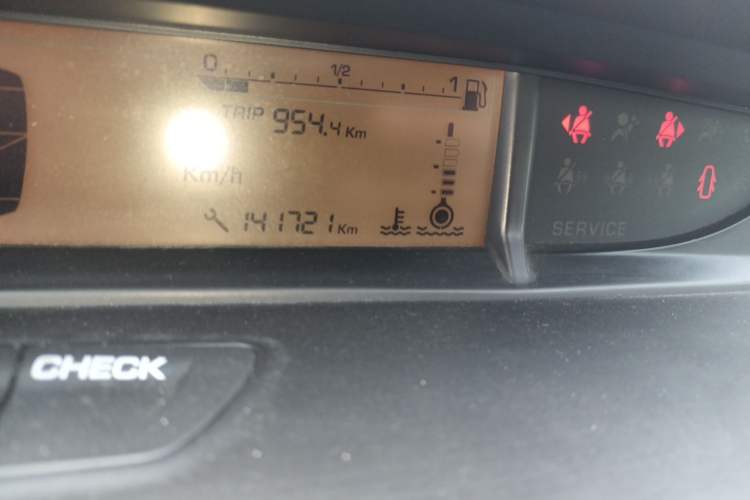 0 1/2 1
TRIP 954.4 Km
Km/h
141721 Km
SERVICE
CHECK